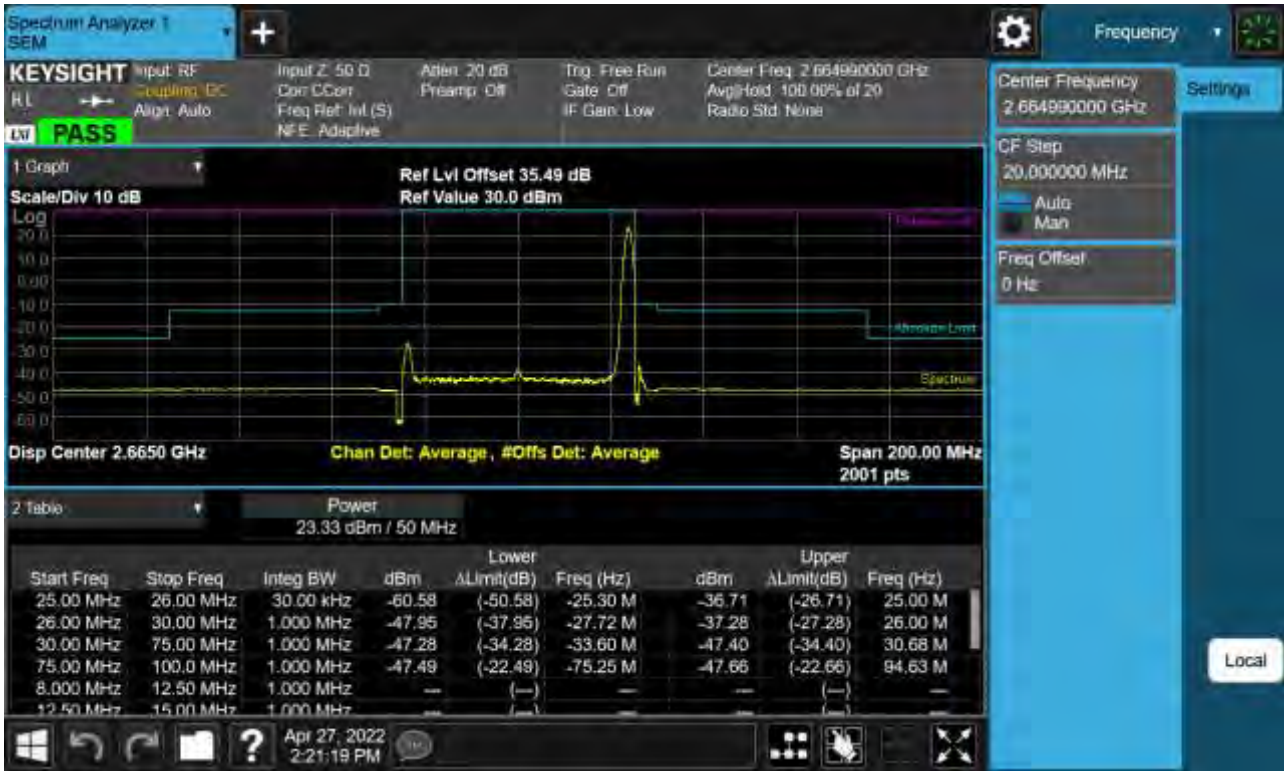 Spectrum Analyzer 1
SEM
Frequency
KEYSIGHT
RL
PASS
Input: RF
Coupling: DC
Align: Auto
Input Z: 50 Ω
Corr CCorr
Freq Ref: Int (S)
NFE: Adaptive
Atten: 20 dB
Preamp: Off
Trig: Free Run
Gate: Off
IF Gain: Low
Center Freq: 2.664990000 GHz
Avg|Hold: 100.00% of 20
Radio Std: None
Center Frequency
2.664990000 GHz
Settings
CF Step
20.000000 MHz
Auto
Man
Freq Offset
0 Hz
1 Graph
Scale/Div 10 dB
Ref Lvl Offset 35.49 dB
Ref Value 30.0 dBm
Log
20.0
10.0
0.00
-10.0
-20.0
-30.0
-40.0
-50.0
-60.0
Absolute Limit
Spectrum
Disp Center 2.6650 GHz
Chan Det: Average, #Offs Det: Average
Span 200.00 MHz
2001 pts
2 Table
Power
23.33 dBm / 50 MHz
Lower Upper
Start Freq Stop Freq Integ BW dBm ΔLimit(dB) Freq (Hz) dBm ΔLimit(dB) Freq (Hz)
25.00 MHz 26.00 MHz 30.00 kHz -60.58 (-50.58) -25.30 M -36.71 (-26.71) 25.00 M
26.00 MHz 30.00 MHz 1.000 MHz -47.95 (-37.95) -27.72 M -37.28 (-27.28) 26.00 M
30.00 MHz 75.00 MHz 1.000 MHz -47.28 (-34.28) -33.60 M -47.40 (-34.40) 30.68 M
75.00 MHz 100.0 MHz 1.000 MHz -47.49 (-22.49) -75.25 M -47.66 (-22.66) 94.63 M
8.000 MHz 12.50 MHz 1.000 MHz --- (---) --- --- (---) ---
12.50 MHz 15.00 MHz 1.000 MHz --- (---) --- --- (---) ---
Local
?
Apr 27, 2022
2:21:19 PM